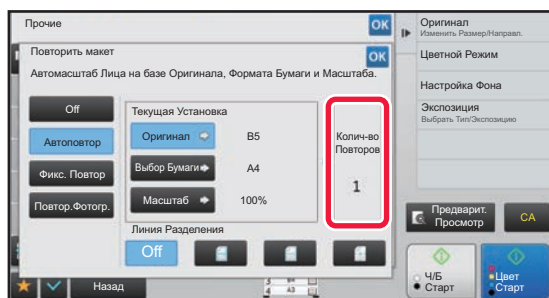 Прочие
OK
Повторить макет
OK
Автомасштаб Лица на базе Оригинала, Формата Бумаги и Масштаба.
Off
Автоповтор
Фикс. Повтор
Повтор.Фотогр.
Текущая Установка
Оригинал
B5
Выбор Бумаги
A4
Масштаб
100%
Колич-во
Повторов
1
Линия Разделения
Off
Назад
Оригинал
Изменить Размер/Направл.
Цветной Режим
Настройка Фона
Экспозиция
Выбрать Тип/Экспозицию
Предварит.
Просмотр
CA
Ч/Б
Старт
Цвет
Старт